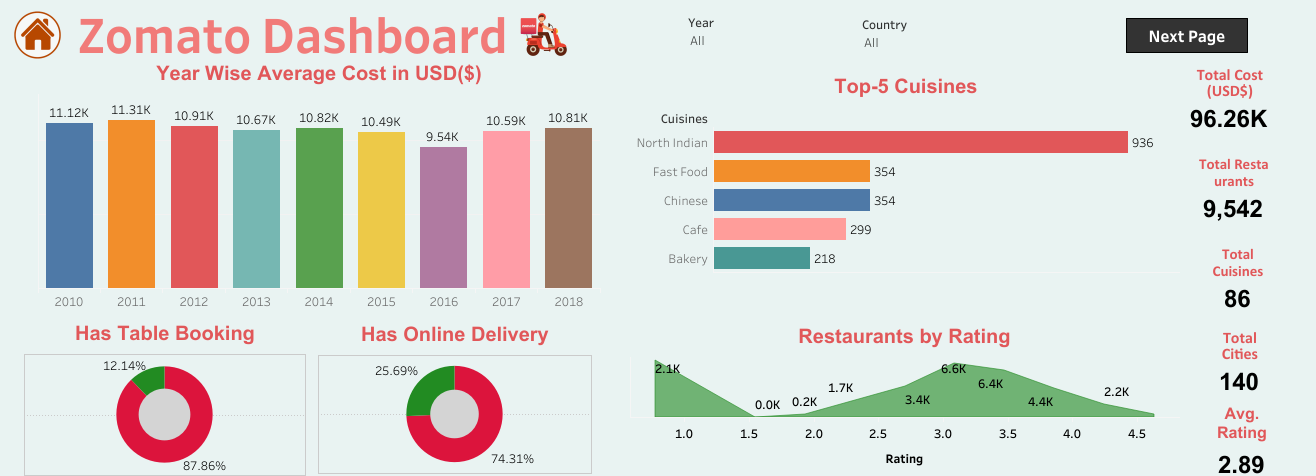 Zomato Dashboard
Year
All
Country
All
Next Page
Year Wise Average Cost in USD($)
11.12K
11.31K
10.91K
10.67K
10.82K
10.49K
9.54K
10.59K
10.81K
2010
2011
2012
2013
2014
2015
2016
2017
2018
Top-5 Cuisines
Cuisines
North Indian
936
Fast Food
354
Chinese
354
Cafe
299
Bakery
218
Total Cost
(USD$)
96.26K
Total Resta
urants
9,542
Total
Cuisines
86
Total
Cities
140
Avg.
Rating
2.89
Has Table Booking
12.14%
87.86%
Has Online Delivery
25.69%
74.31%
Restaurants by Rating
2.1K
0.0K
0.2K
1.7K
3.4K
6.6K
6.4K
4.4K
2.2K
1.0
1.5
2.0
2.5
3.0
3.5
4.0
4.5
Rating